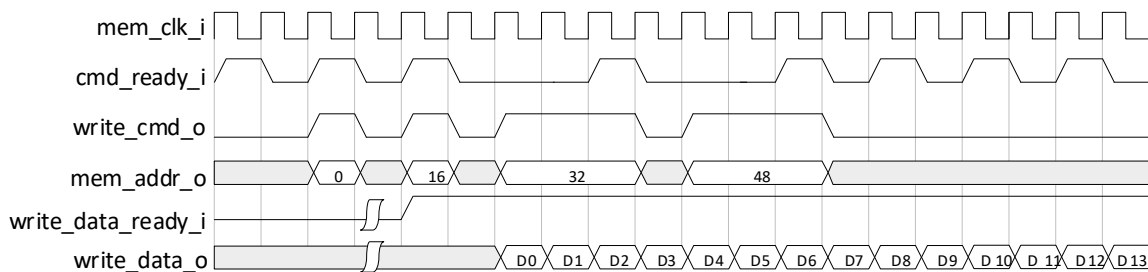 mem_clk_i
cmd_ready_i
write_cmd_o
mem_addr_o 0 16 32 48
write_data_ready_i
write_data_o D0 D1 D2 D3 D4 D5 D6 D7 D8 D9 D 10 D 11 D12 D 13